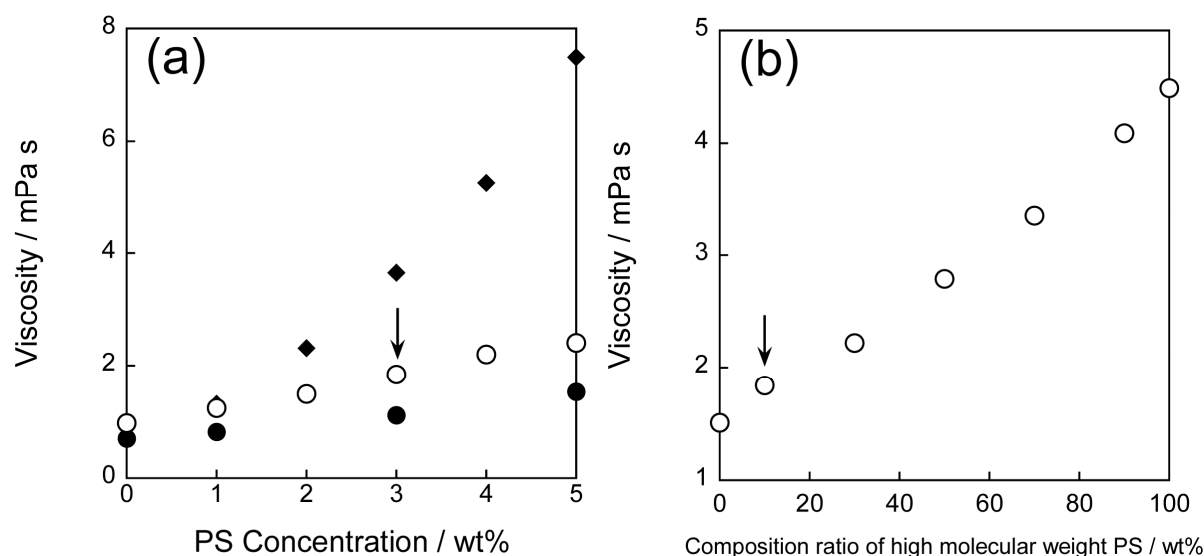 (a)
Viscosity / mPa s
8
6
4
2
0
0 1 2 3 4 5
PS Concentration / wt%
(b)
Viscosity / mPa s
5
4
3
2
1
0 20 40 60 80 100
Composition ratio of high molecular weight PS / wt%